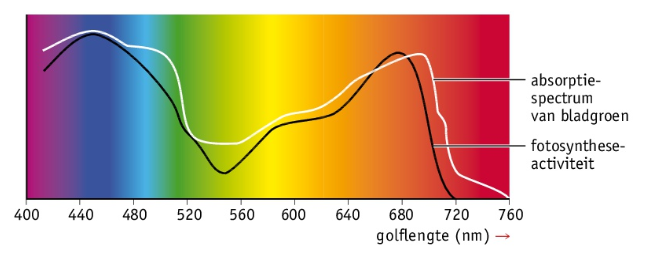 absorptie-
spectrum
van bladgroen
fotosynthese-
activiteit
400 440 480 520 560 600 640 680 720 760
golflengte (nm) →